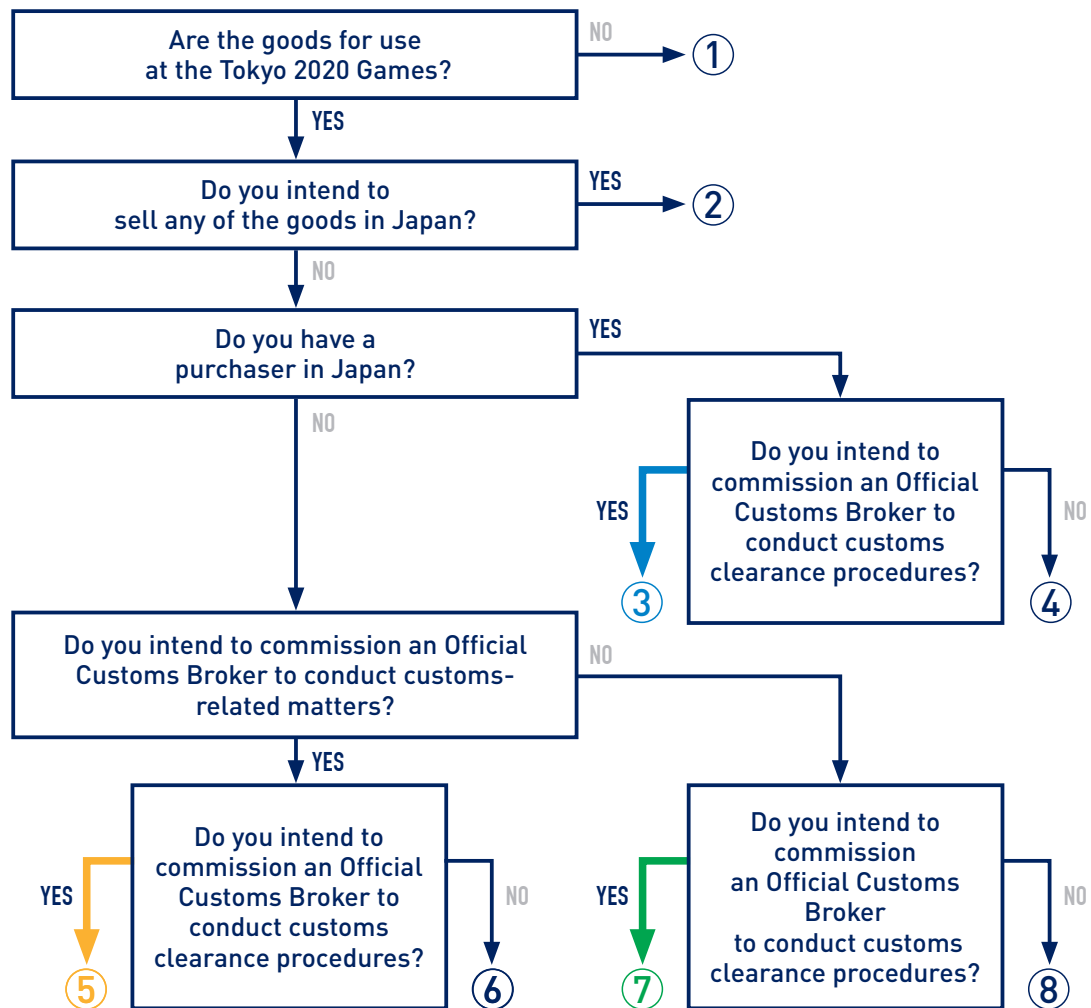 Are the goods for use
at the Tokyo 2020 Games?
NO
①
YES
Do you intend to
sell any of the goods in Japan?
YES
②
NO
Do you have a
purchaser in Japan?
YES
NO
Do you intend to
commission an Official
Customs Broker to
conduct customs
clearance procedures?
YES
③
NO
④
Do you intend to commission an Official
Customs Broker to conduct customs-
related matters?
NO
YES
Do you intend to
commission an Official
Customs Broker to
conduct customs
clearance procedures?
YES
⑤
NO
⑥
Do you intend to
commission
an Official Customs
Broker
to conduct customs
clearance procedures?
YES
⑦
NO
⑧